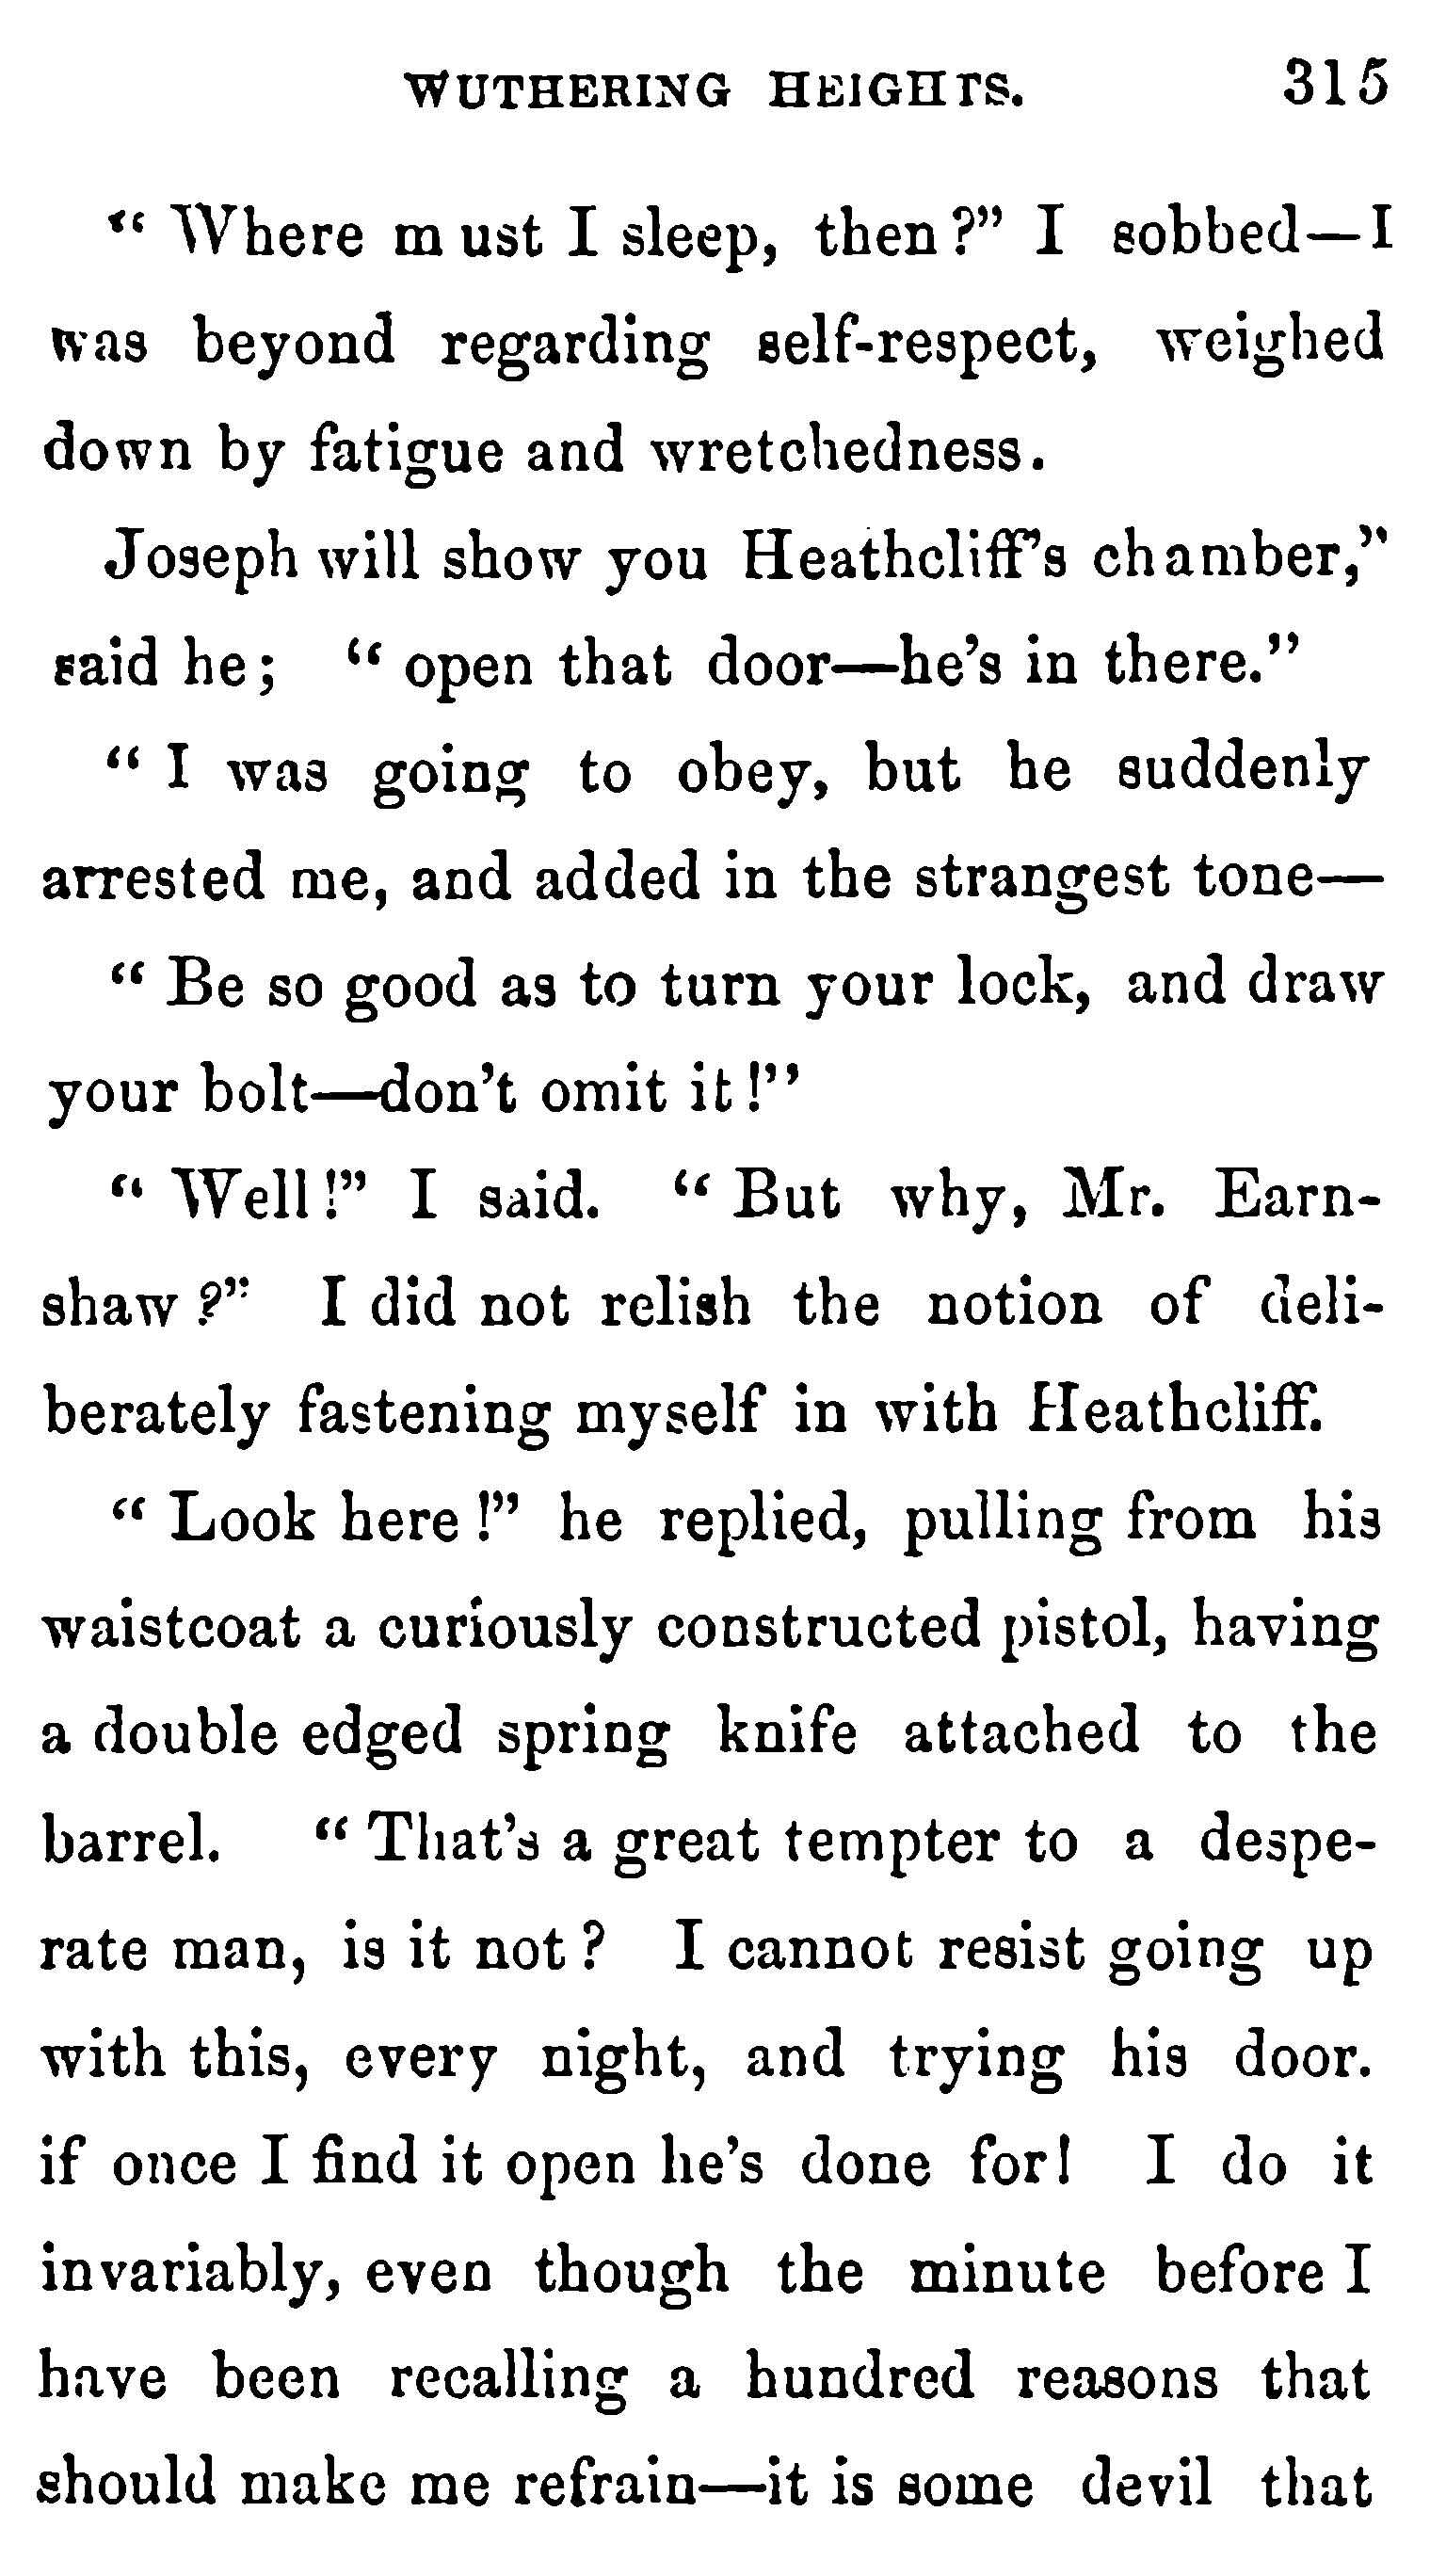 WUTHERING HEIGHTS. 315
“ Where must I sleep, then ?” I sobbed—I
was beyond regarding self-respect, weighed
down by fatigue and wretchedness.
Joseph will show you Heathcliff’s chamber,”
said he; “ open that door—he’s in there.”
“ I was going to obey, but he suddenly
arrested me, and added in the strangest tone—
“ Be so good as to turn your lock, and draw
your bolt—don’t omit it !”
“ Well !” I said. “ But why, Mr. Earn-
shaw ?” I did not relish the notion of deli-
berately fastening myself in with Heathcliff.
“ Look here !” he replied, pulling from his
waistcoat a curiously constructed pistol, having
a double edged spring knife attached to the
barrel. “ That’s a great tempter to a despe-
rate man, is it not ? I cannot resist going up
with this, every night, and trying his door.
if once I find it open he’s done for! I do it
invariably, even though the minute before I
have been recalling a hundred reasons that
should make me refrain—it is some devil that